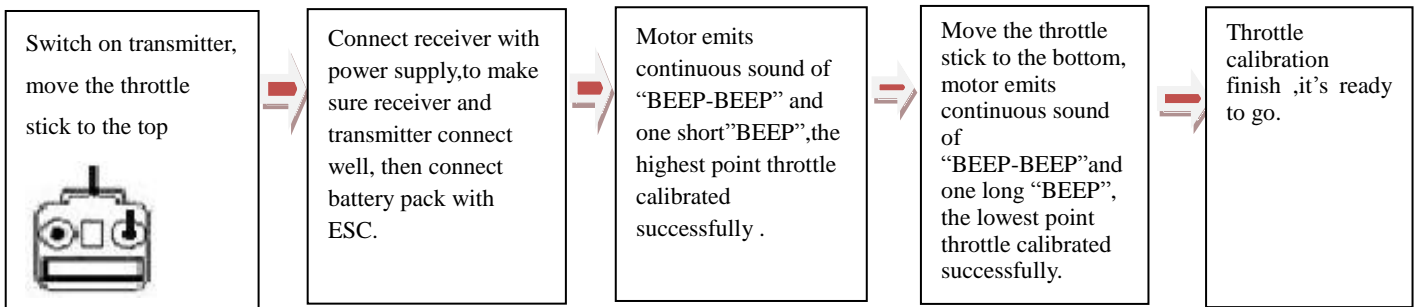 Switch on transmitter,
move the throttle
stick to the top
Connect receiver with
power supply,to make
sure receiver and
transmitter connect
well, then connect
battery pack with
ESC.
Motor emits
continuous sound of
“BEEP-BEEP” and
one short”BEEP”,the
highest point throttle
calibrated
successfully .
Move the throttle
stick to the bottom,
motor emits
continuous sound
of
“BEEP-BEEP”and
one long “BEEP”,
the lowest point
throttle calibrated
successfully.
Throttle
calibration
finish ,it’s ready
to go.